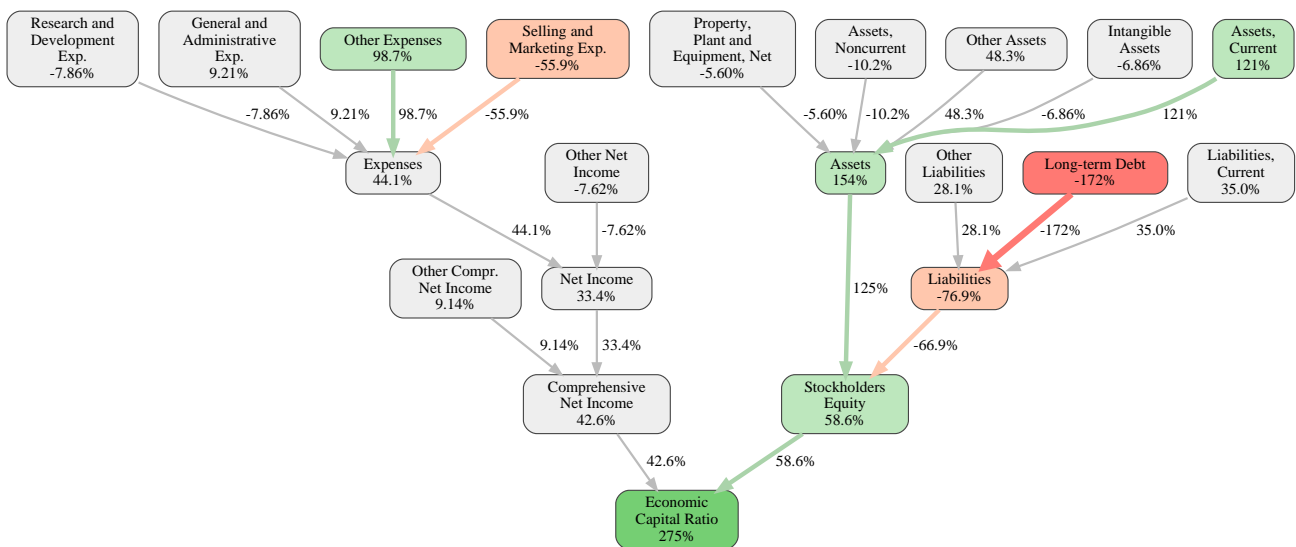 Research and
Development
Exp.
-7.86%
General and
Administrative
Exp.
9.21%
Other Expenses
98.7%
Selling and
Marketing Exp.
-55.9%
Property,
Plant and
Equipment, Net
-5.60%
Assets,
Noncurrent
-10.2%
Other Assets
48.3%
Intangible
Assets
-6.86%
Assets,
Current
121%
-7.86%
9.21%
98.7%
-55.9%
-5.60%
-10.2%
48.3%
-6.86%
121%
Expenses
44.1%
Other Net
Income
-7.62%
Assets
154%
Other
Liabilities
28.1%
Long-term Debt
-172%
Liabilities,
Current
35.0%
44.1%
-7.62%
28.1%
-172%
35.0%
Other Compr.
Net Income
9.14%
Net Income
33.4%
125%
Liabilities
-76.9%
9.14%
33.4%
-66.9%
Comprehensive
Net Income
42.6%
Stockholders
Equity
58.6%
42.6%
58.6%
Economic
Capital Ratio
275%